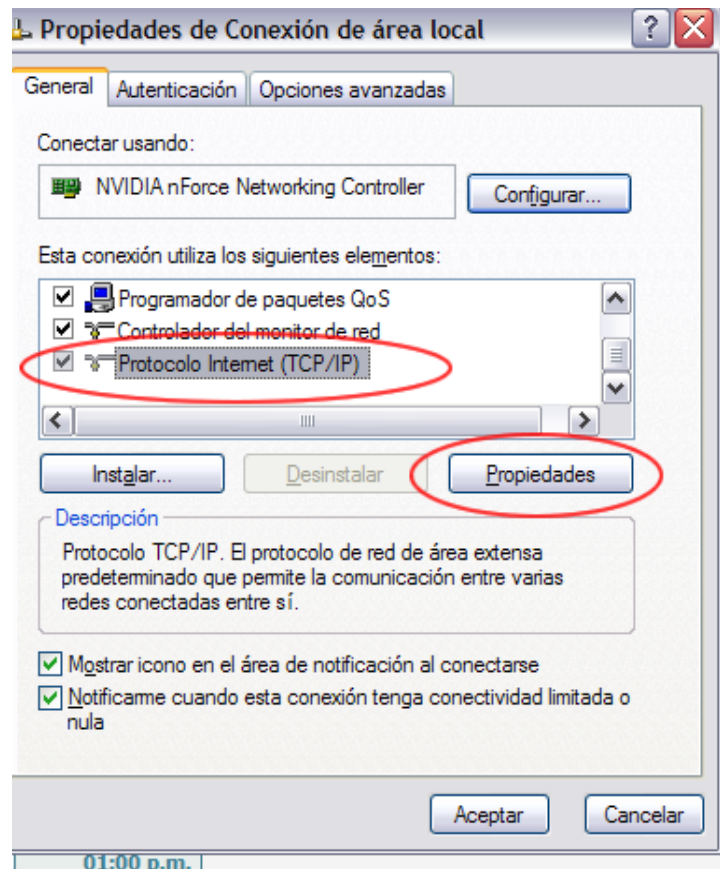 Propiedades de Conexión de área local
General Autenticación Opciones avanzadas
Conectar usando:
NVIDIA nForce Networking Controller Configurar...
Esta conexión utiliza los siguientes elementos:
Programador de paquetes QoS
Controlador del monitor de red
Protocolo Internet (TCP/IP)
Instalar... Desinstalar Propiedades
Descripción
Protocolo TCP/IP. El protocolo de red de área extensa
predeterminado que permite la comunicación entre varias
redes conectadas entre sí.
Mostrar icono en el área de notificación al conectarse
Notificarme cuando esta conexión tenga conectividad limitada o
nula
Aceptar Cancelar
01:00 p.m.